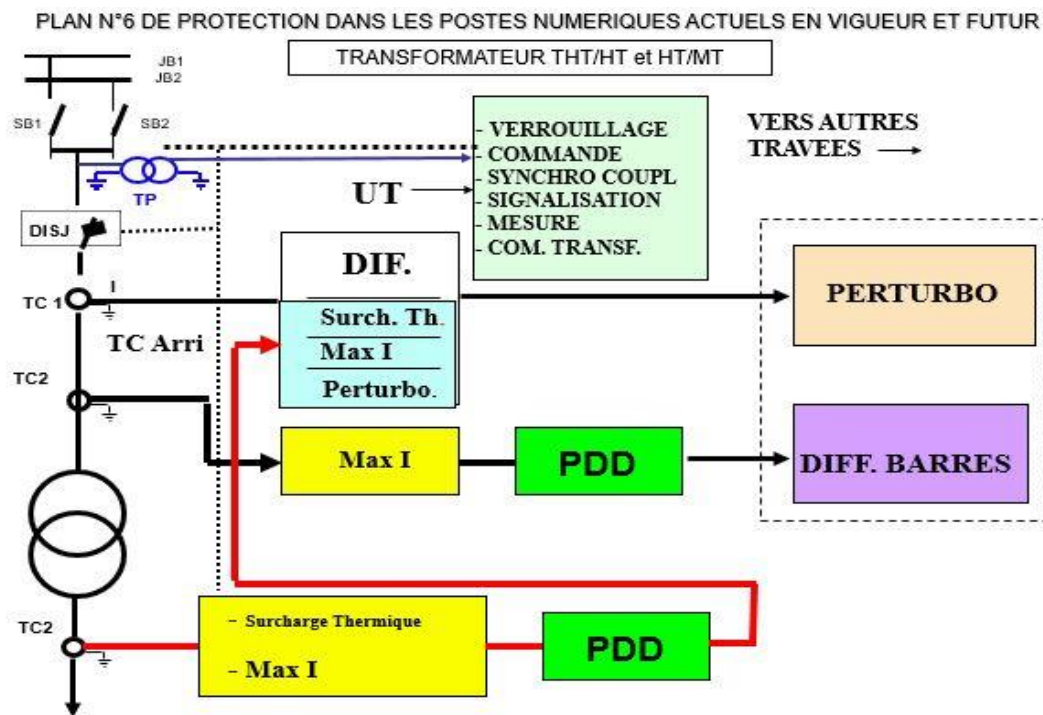 PLAN N°6 DE PROTECTION DANS LES POSTES NUMERIQUES ACTUELS EN VIGUEUR ET FUTUR
TRANSFORMATEUR THT/HT et HT/MT
JB1
JB2
SB1
SB2
TP
UT
- VERROUILLAGE
- COMMANDE
- SYNCHRO COUPL
- SIGNALISATION
- MESURE
- COM. TRANSF.
VERS AUTRES
TRAVEES
DISJ
DIF.
Surch. Th.
Max I
Perturbo.
PERTURBO
TC 1
I
TC Arri
TC2
Max I
PDD
DIFF. BARRES
TC2
- Surcharge Thermique
- Max I
PDD